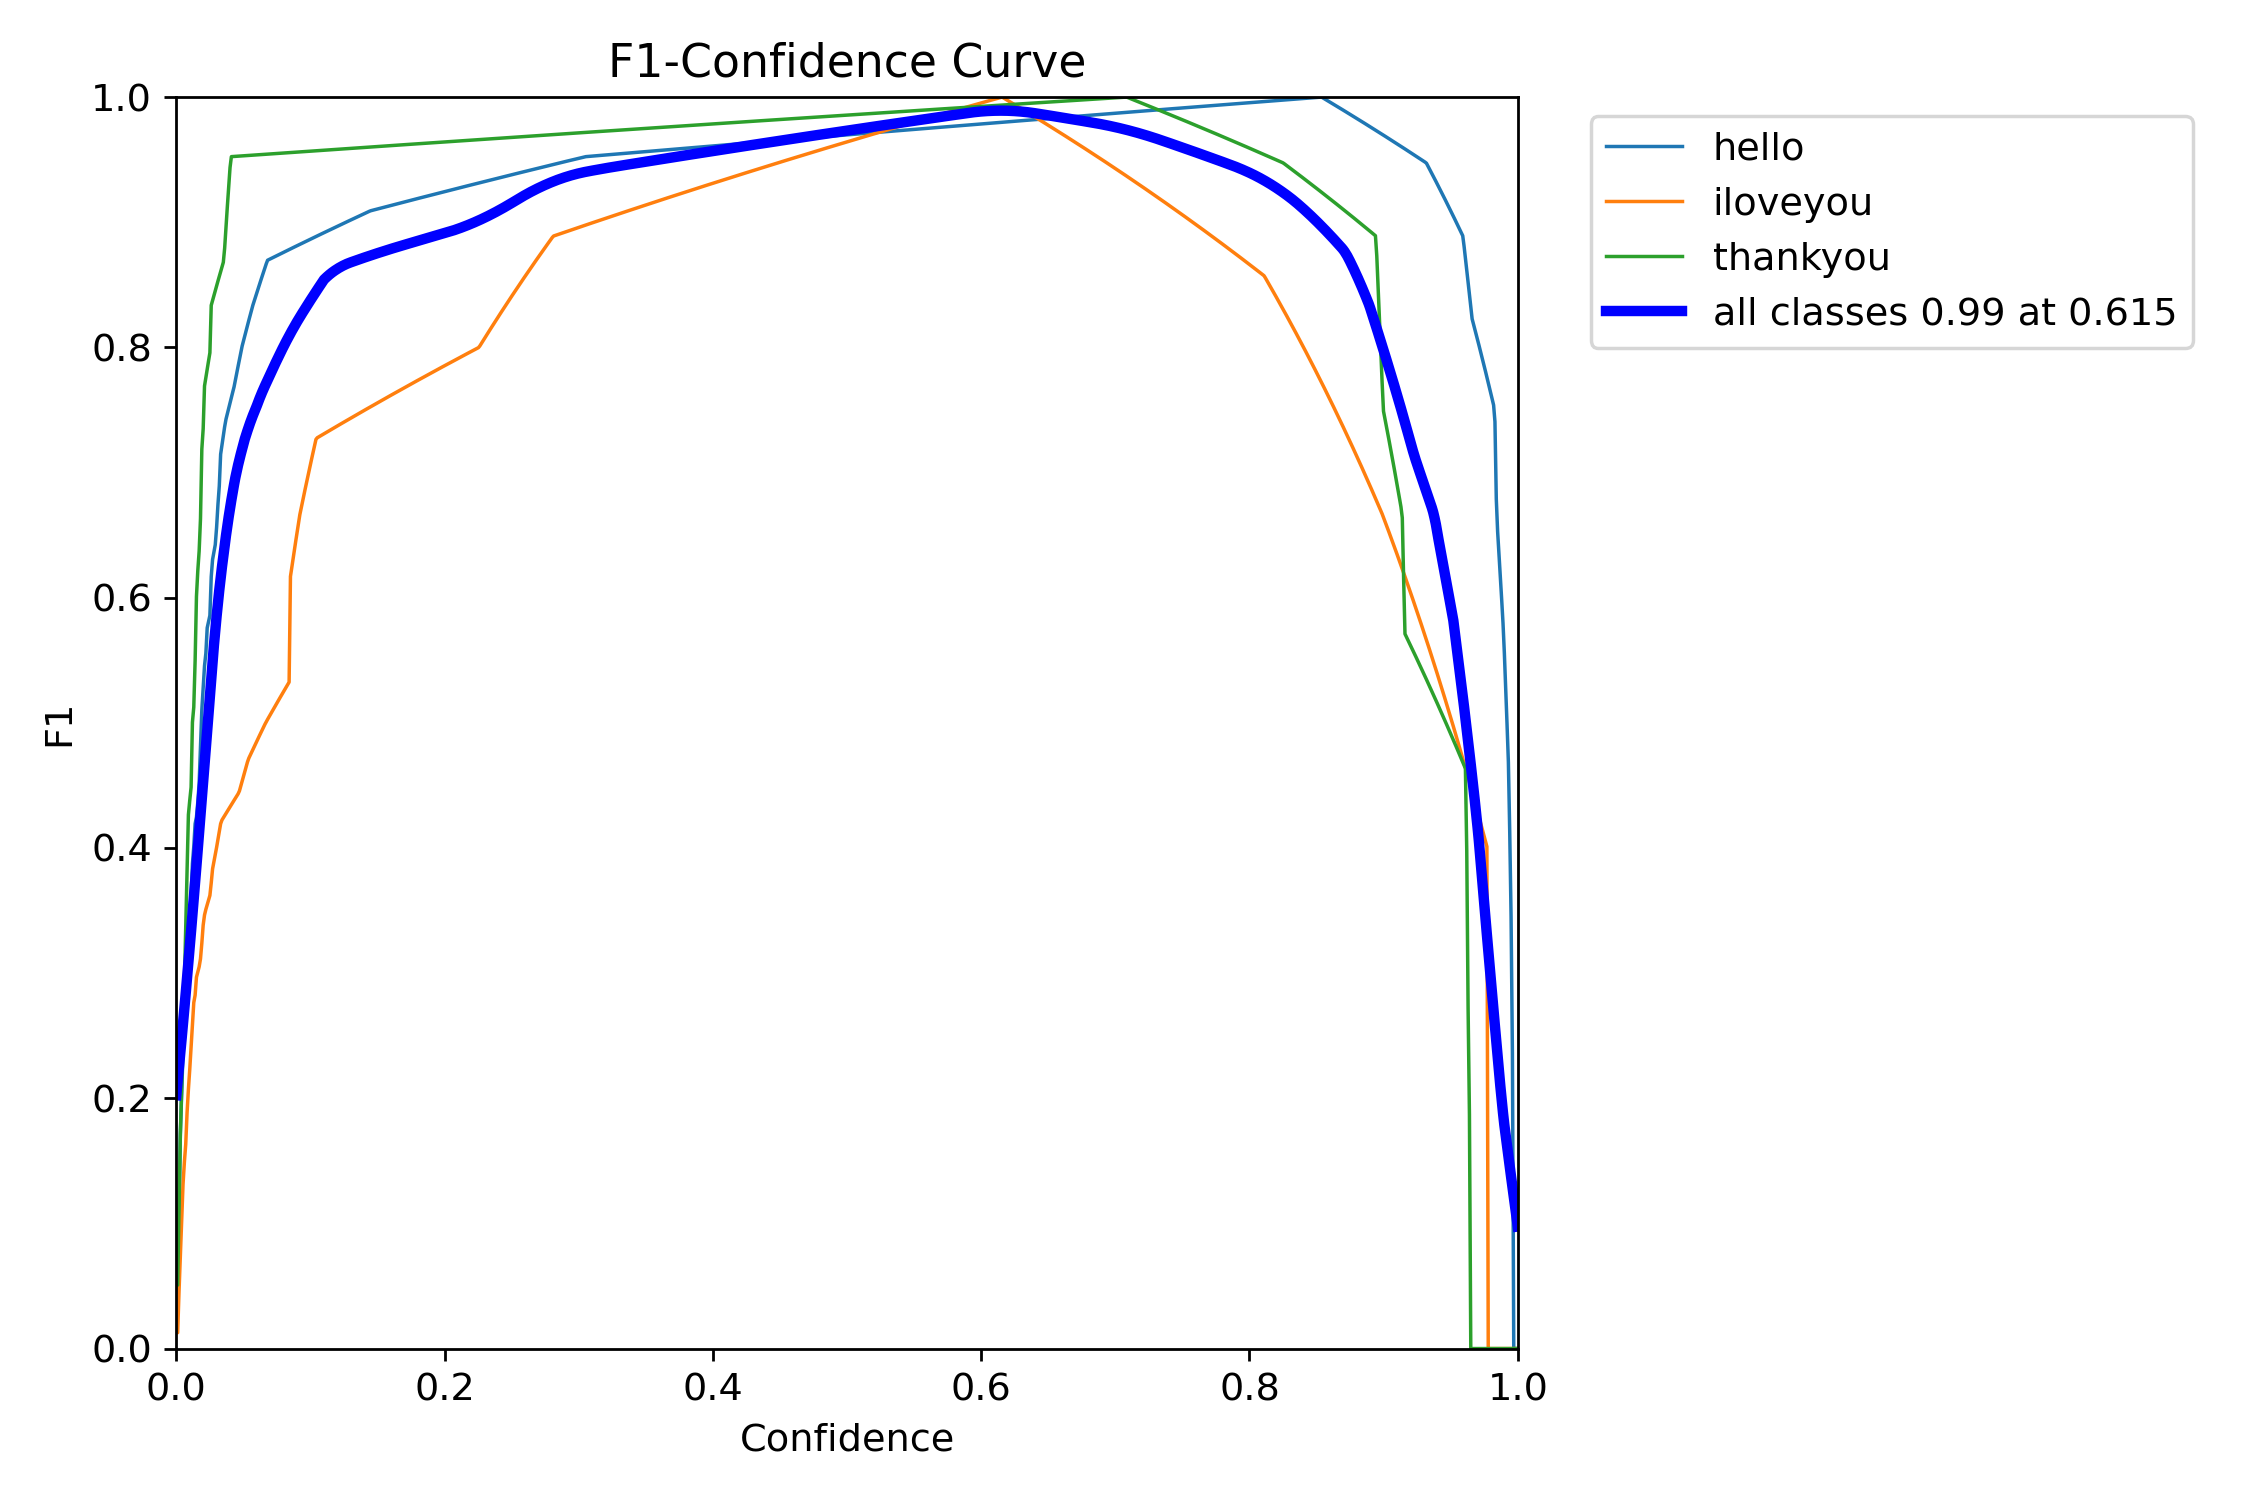 F1-Confidence Curve
1.0
0.8
0.6
0.4
0.2
0.0
F1
0.0 0.2 0.4 0.6 0.8 1.0
Confidence
hello
iloveyou
thankyou
all classes 0.99 at 0.615